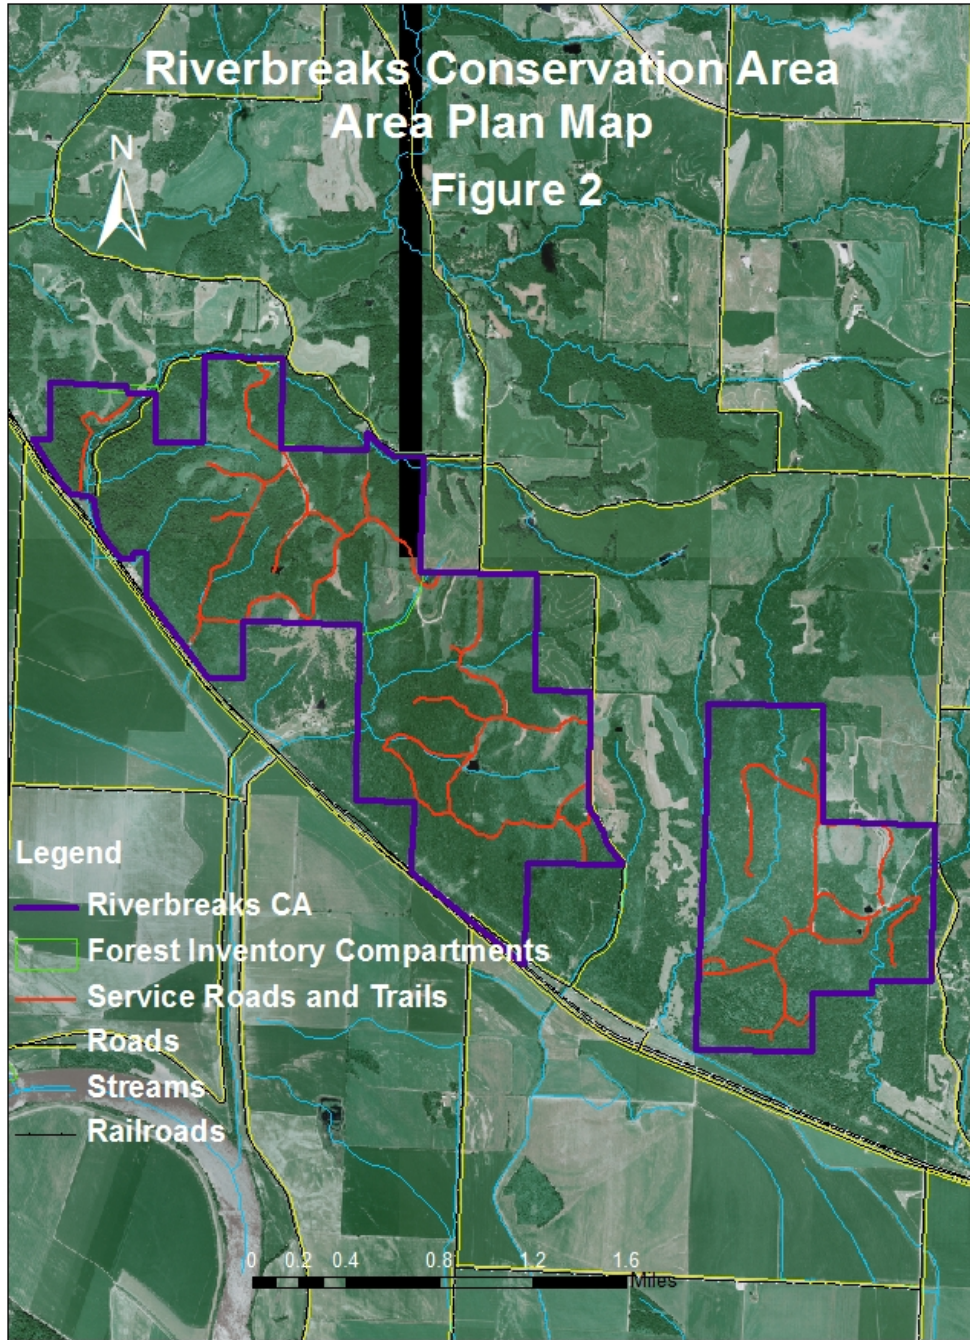 Riverbreaks Conservation Area
Area Plan Map
Figure 2
N
Legend
Riverbreaks CA
Forest Inventory Compartments
Service Roads and Trails
Roads
Streams
Railroads
0 0.2 0.4 0.8 1.2 1.6
Miles